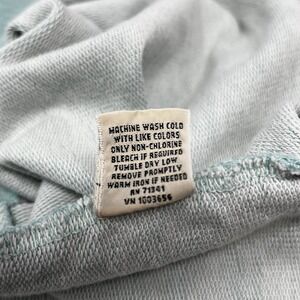 MACHINE WASH COLD
WITH LIKE COLORS
ONLY NON-CHLORINE
BLEACH IF REQUIRED
TUMBLE DRY LOW
REMOVE PROMPTLY
WARM IRON IF NEEDED
RN 71341
VN 1003656